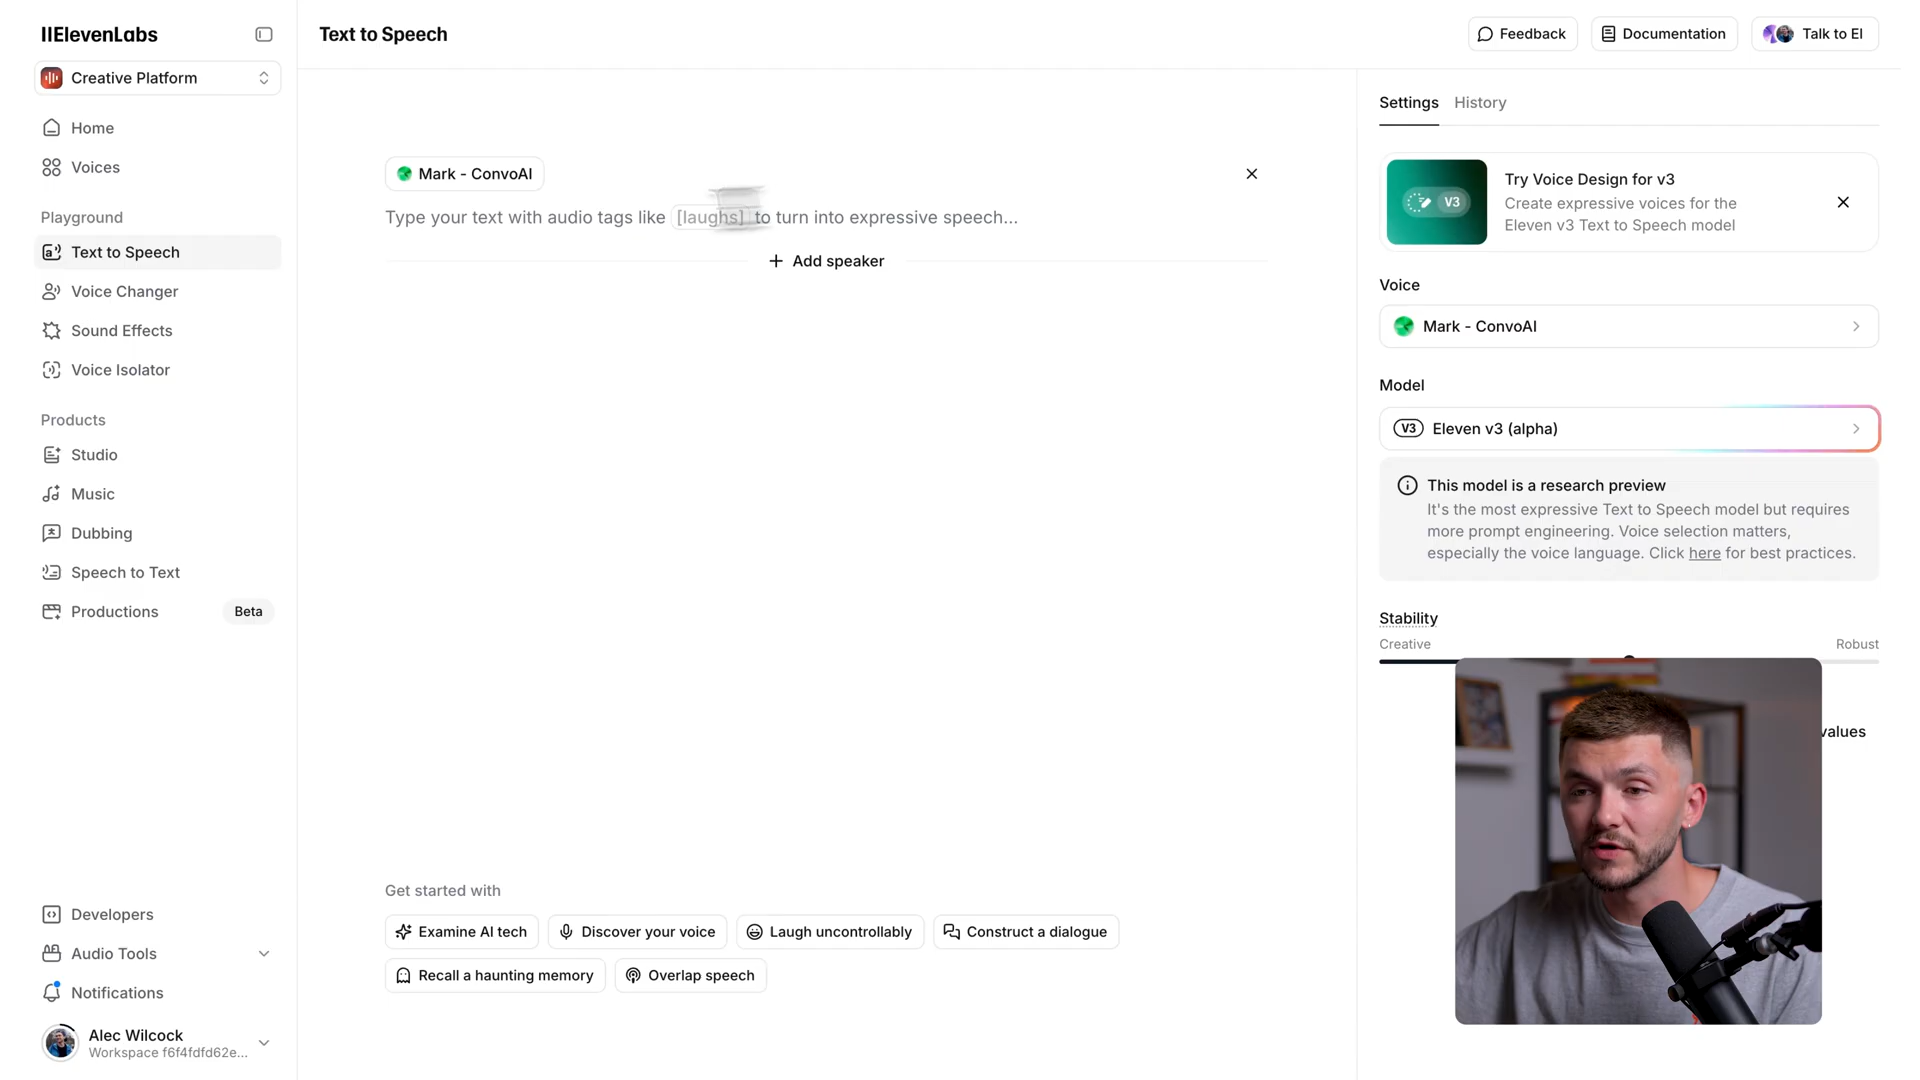 IIElevenLabs
Creative Platform
Home
Voices
Playground
Text to Speech
Voice Changer
Sound Effects
Voice Isolator
Products
Studio
Music
Dubbing
Speech to Text
Productions
Beta
Developers
Audio Tools
Notifications
Alec Wilcock
Workspace f6f4fdfd62e...
Text to Speech
Feedback
Documentation
Talk to El
Mark - ConvoAI
Type your text with audio tags like [laughs] to turn into expressive speech...
Add speaker
Get started with
Examine AI tech
Discover your voice
Laugh uncontrollably
Construct a dialogue
Recall a haunting memory
Overlap speech
Settings
History
V3
Try Voice Design for v3
Create expressive voices for the
Eleven v3 Text to Speech model
Voice
Mark - ConvoAI
Model
V3 Eleven v3 (alpha)
This model is a research preview
It's the most expressive Text to Speech model but requires
more prompt engineering. Voice selection matters,
especially the voice language. Click here for best practices.
Stability
Creative
Robust
values